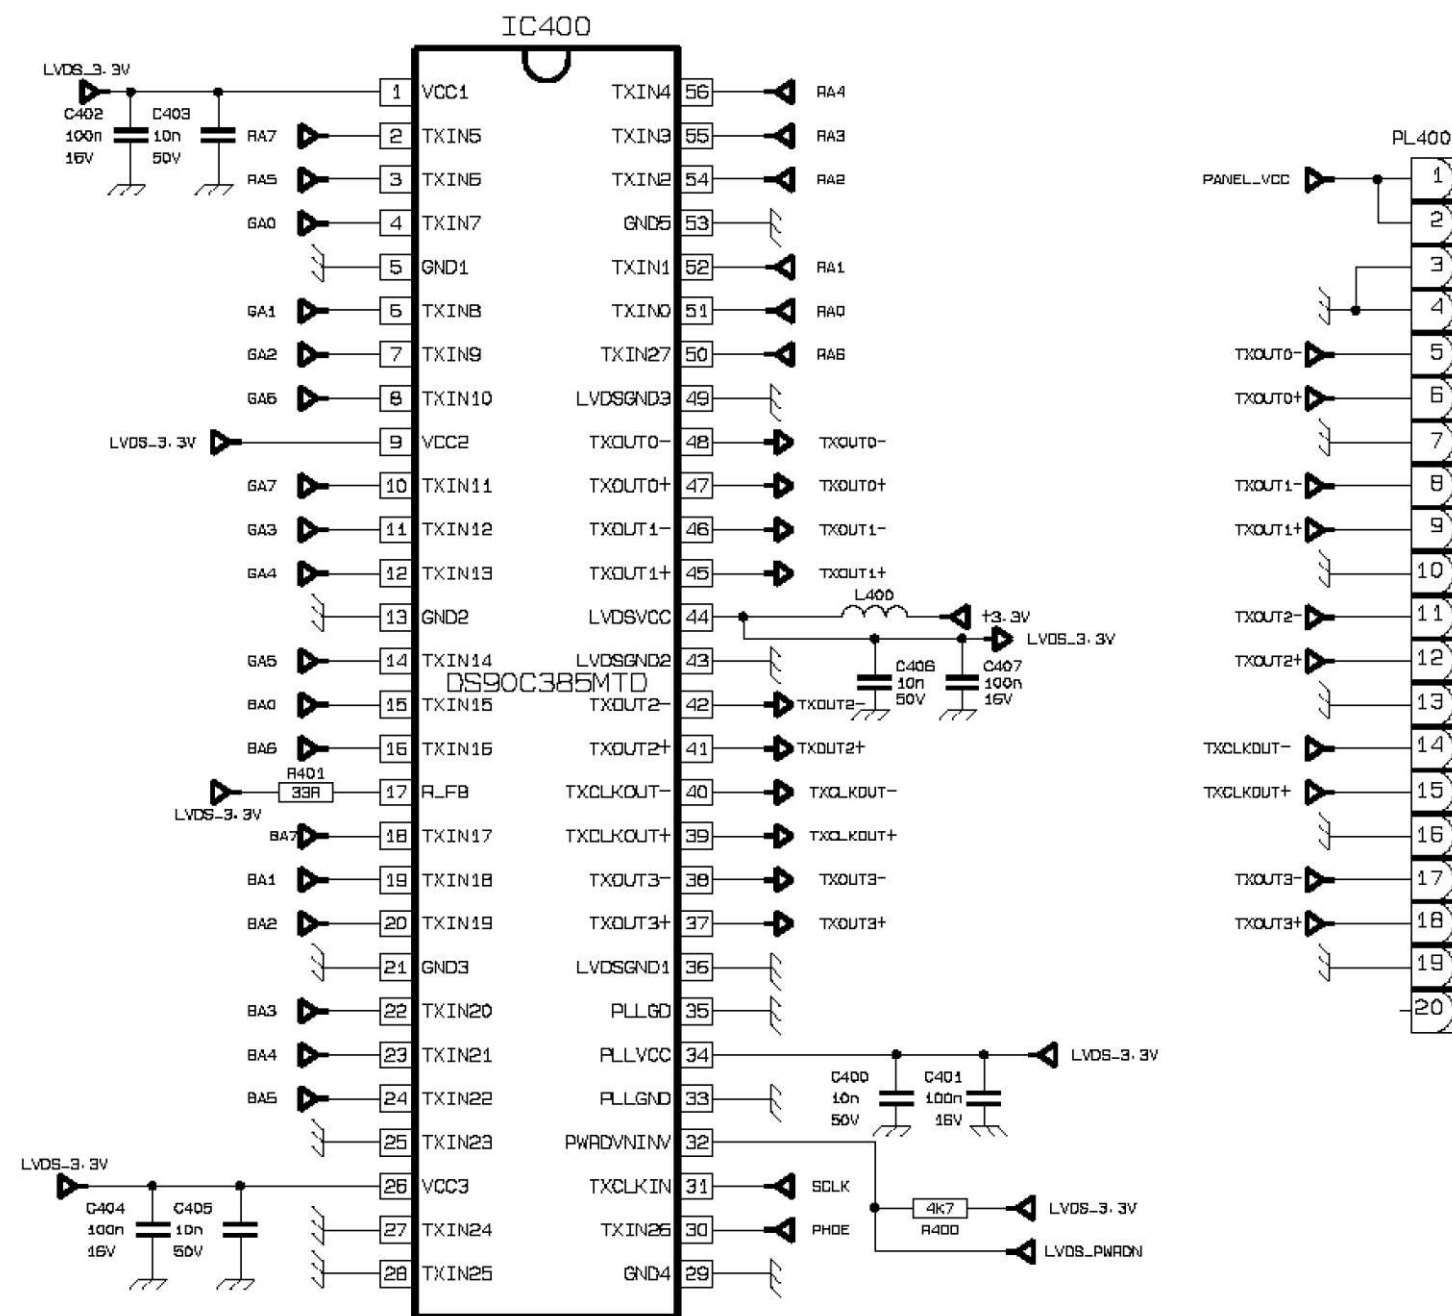 IC400
LVDS_3.3V
C402
100n
16V
C403
10n
50V
1 VCC1
RA7 2 TXIN5
RA5 3 TXIN6
GA0 4 TXIN7
5 GND1
GA1 6 TXIN8
GA2 7 TXIN9
GA6 8 TXIN10
LVDS_3.3V 9 VCC2
GA7 10 TXIN11
GA3 11 TXIN12
GA4 12 TXIN13
13 GND2
GA5 14 TXIN14
DS90C385MTD
BA0 15 TXIN15
BA6 16 TXIN16
R401
33R
LVDS_3.3V
17 R_FB
BA7 18 TXIN17
BA1 19 TXIN18
BA2 20 TXIN19
21 GND3
BA3 22 TXIN20
BA4 23 TXIN21
BA5 24 TXIN22
25 TXIN23
LVDS_3.3V
26 VCC3
C404
100n
16V
C405
10n
50V
27 TXIN24
28 TXIN25
TXIN4 56 RA4
TXIN3 55 RA3
TXIN2 54 RA2
GND5 53
TXIN1 52 RA1
TXIN0 51 RA0
TXIN27 50 RA6
LVDSGND3 49
TXOUT0- 48 TXOUT0-
TXOUT0+ 47 TXOUT0+
TXOUT1- 46 TXOUT1-
TXOUT1+ 45 TXOUT1+
LVDSVCC 44
L400
+3.3V
LVDS_3.3V
C406
10n
50V
C407
100n
16V
LVDSGND2 43
TXOUT2- 42 TXOUT2-
TXOUT2+ 41 TXOUT2+
TXCLKOUT- 40 TXCLKOUT-
TXCLKOUT+ 39 TXCLKOUT+
TXOUT3- 38 TXOUT3-
TXOUT3+ 37 TXOUT3+
LVDSGND1 36
PLLGD 35
PLLVCC 34 LVDS_3.3V
C400
10n
50V
C401
100n
16V
PLLGND 33
PWRDVNINV 32
TXCLKIN 31 SCLK
TXIN26 30 PHDE
GND4 29
4k7
R400
LVDS_3.3V
LVDS_PWRDN
PL400
PANEL_VCC 1
2
3
4
TXOUT0- 5
TXOUT0+ 6
7
TXOUT1- 8
TXOUT1+ 9
10
TXOUT2- 11
TXOUT2+ 12
13
TXCLKOUT- 14
TXCLKOUT+ 15
16
TXOUT3- 17
TXOUT3+ 18
19
20